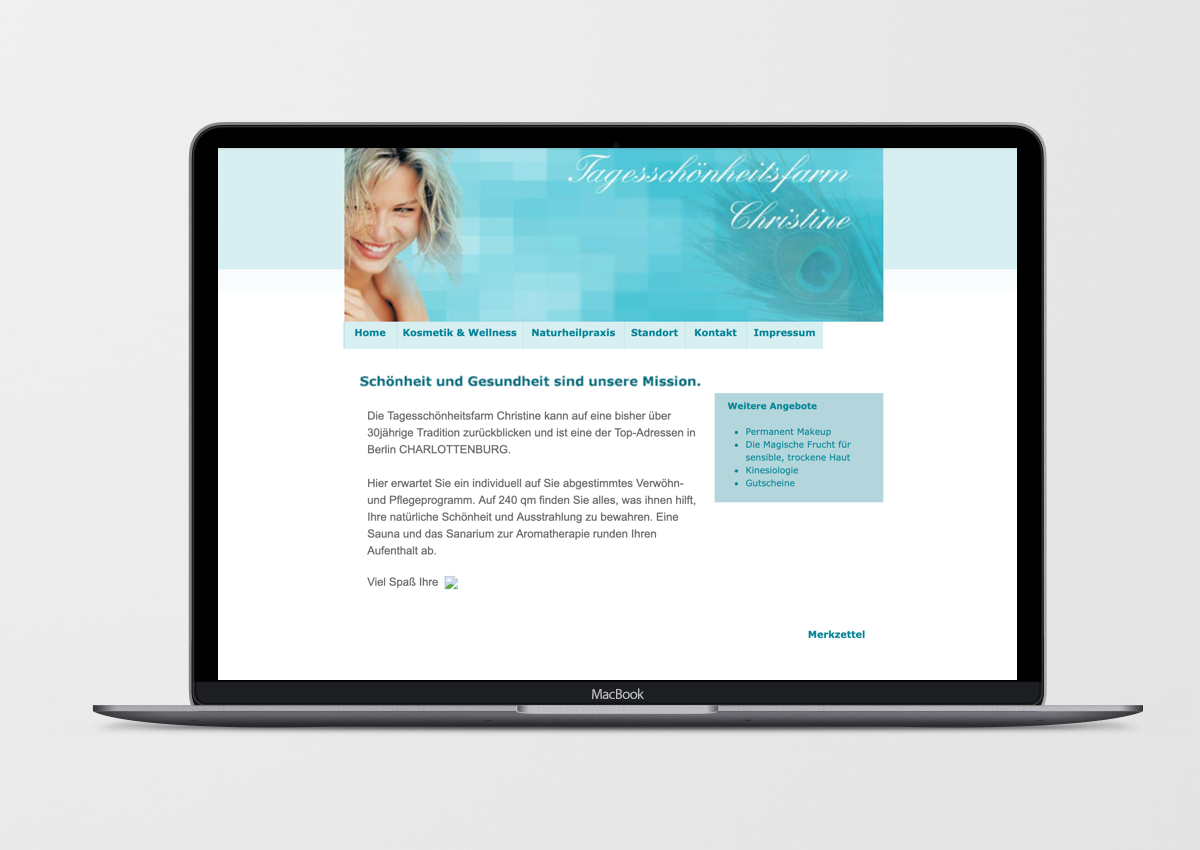 Tagesschönheitsfarm
Christine
Home Kosmetik & Wellness Naturheilpraxis Standort Kontakt Impressum
Schönheit und Gesundheit sind unsere Mission.
Die Tagesschönheitsfarm Christine kann auf eine bisher über
30jährige Tradition zurückblicken und ist eine der Top-Adressen in
Berlin CHARLOTTENBURG.
Hier erwartet Sie ein individuell auf Sie abgestimmtes Verwöhn-
und Pflegeprogramm. Auf 240 qm finden Sie alles, was ihnen hilft,
Ihre natürliche Schönheit und Ausstrahlung zu bewahren. Eine
Sauna und das Sanarium zur Aromatherapie runden Ihren
Aufenthalt ab.
Viel Spaß Ihre
Weitere Angebote
Permanent Makeup
Die Magische Frucht für
sensible, trockene Haut
Kinesiologie
Gutscheine
Merkzettel
MacBook